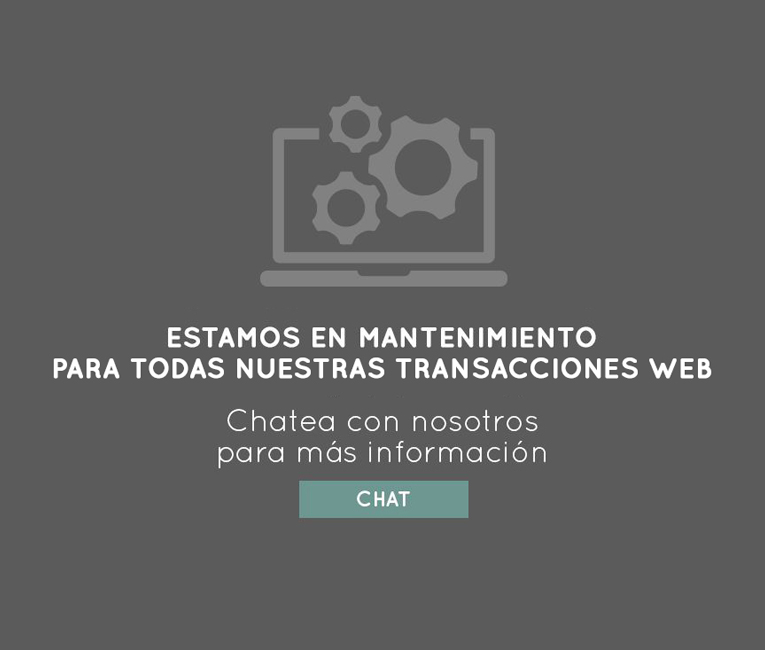 ESTAMOS EN MANTENIMIENTO
PARA TODAS NUESTRAS TRANSACCIONES WEB
Chatea con nosotros
para más información
CHAT